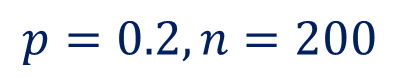 p = 0.2, n = 200